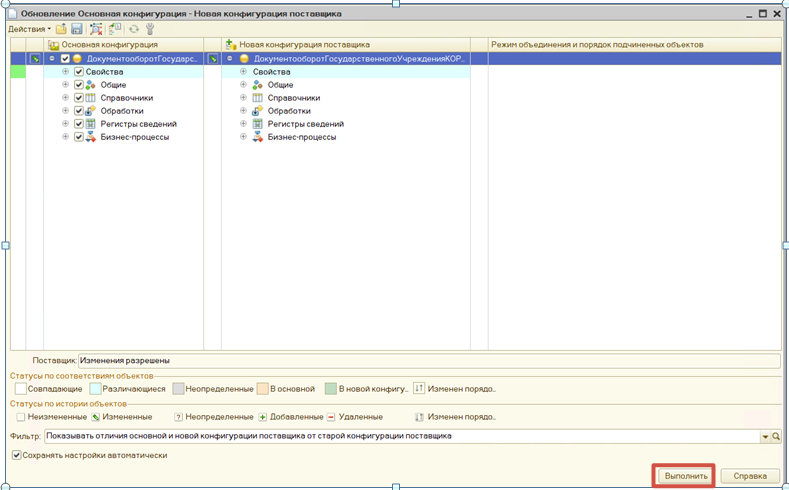 Обновление Основная конфигурация - Новая конфигурация поставщика
Действия
Основная конфигурация Новая конфигурация поставщика Режим объединения и порядок подчиненных объектов
ДокументооборотГосударс... ДокументооборотГосударственногоУчрежденияКОР...
Свойства Свойства
Общие Общие
Справочники Справочники
Обработки Обработки
Регистры сведений Регистры сведений
Бизнес-процессы Бизнес-процессы
Поставщик: Изменения разрешены
Статусы по соответствиям объектов
Совпадающие Различающиеся Неопределенные В основной В новой конфигу.. Изменен порядо..
Статусы по истории объектов
Неизмененные Измененные ? Неопределенные Добавленные Удаленные Изменен порядо..
Фильтр: Показывать отличия основной и новой конфигурации поставщика от старой конфигурации поставщика
Сохранять настройки автоматически
Выполнить Справка